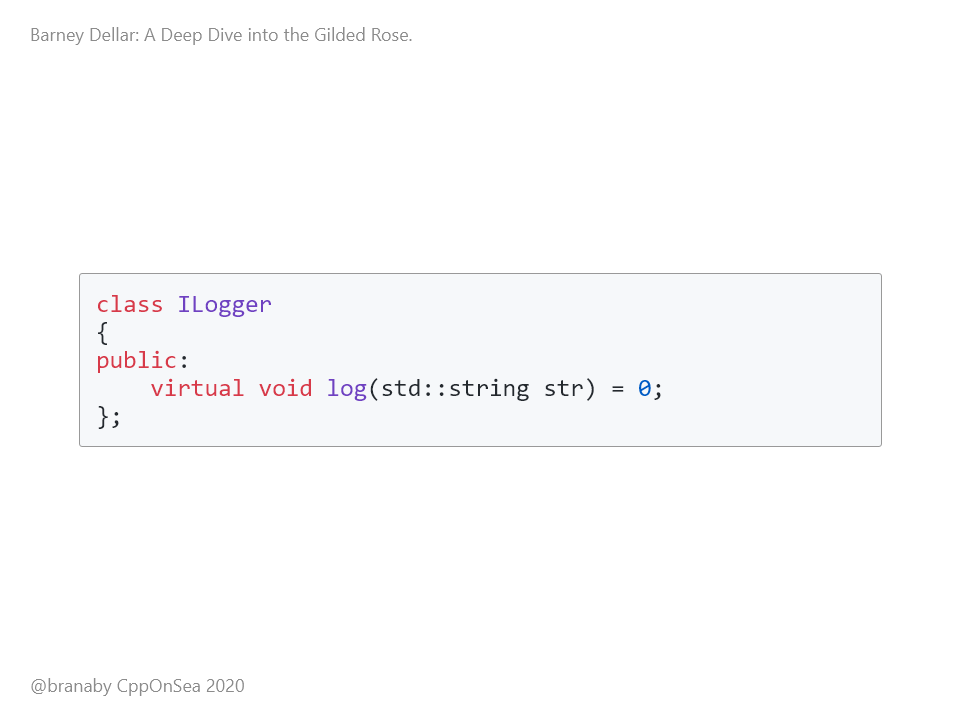 Barney Dellar: A Deep Dive into the Gilded Rose.
class ILogger
{
public:
    virtual void log(std::string str) = 0;
};
@branaby CppOnSea 2020